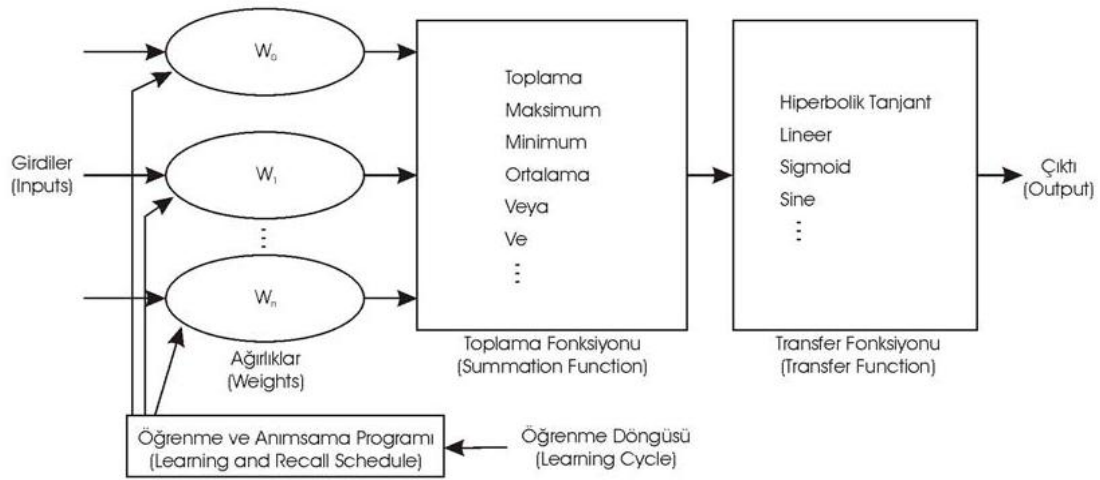 Girdiler
(Inputs)
W₀
W₁
⋮
Wₙ
Ağırlıklar
(Weights)
Toplama
Maksimum
Minimum
Ortalama
Veya
Ve
⋮
Toplama Fonksiyonu
(Summation Function)
Hiperbolik Tanjant
Lineer
Sigmoid
Sine
⋮
Transfer Fonksiyonu
(Transfer Function)
Çıktı
(Output)
Öğrenme ve Anımsama Programı
(Learning and Recall Schedule)
Öğrenme Döngüsü
(Learning Cycle)